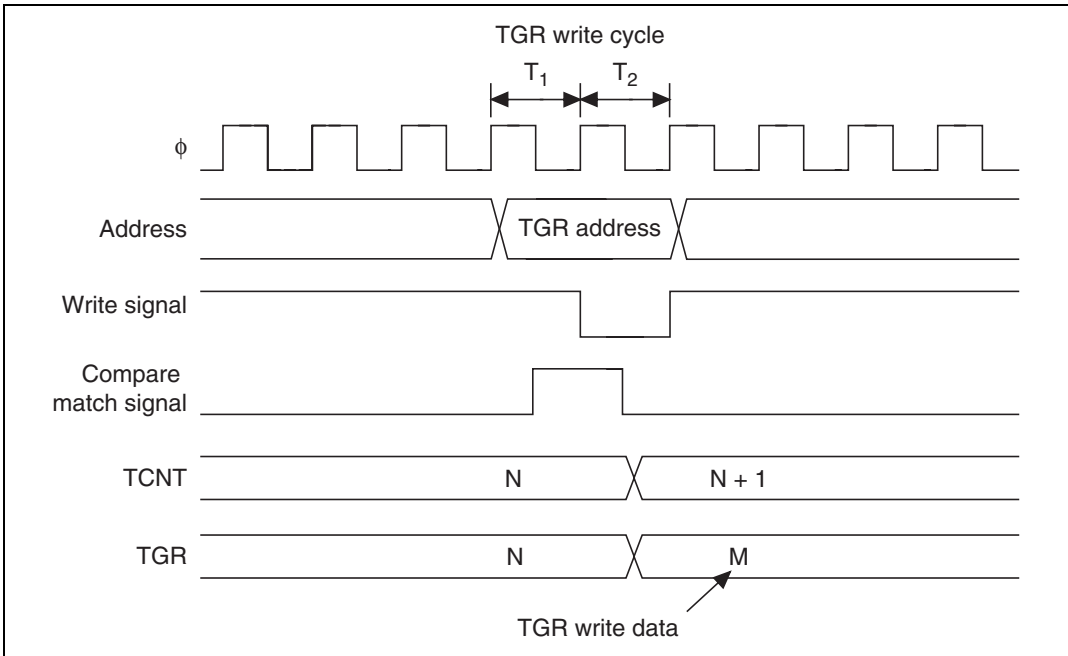 TGR write cycle
T1 T2
ϕ
Address
TGR address
Write signal
Compare
match signal
TCNT
N
N + 1
TGR
N
M
TGR write data